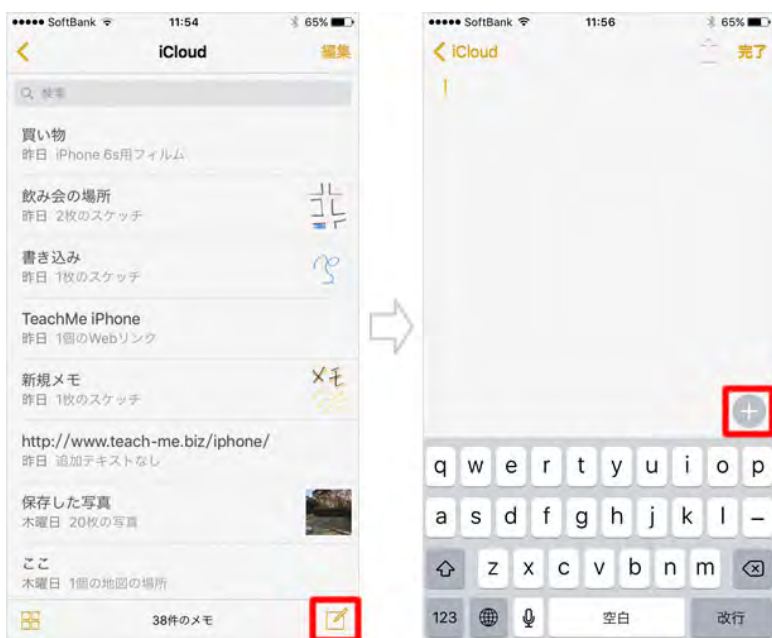 SoftBank 11:54 65%
iCloud 編集
検索
買い物
昨日 iPhone 6s用フィルム
飲み会の場所
昨日 2枚のスケッチ
書き込み
昨日 1枚のスケッチ
TeachMe iPhone
昨日 1個のWebリンク
新規メモ
昨日 1枚のスケッチ
メモ
http://www.teach-me.biz/iphone/
昨日 追加テキストなし
保存した写真
木曜日 20枚の写真
ここ
木曜日 1個の地図の場所
38件のメモ
SoftBank 11:56 65%
iCloud 完了
q w e r t y u i o p
a s d f g h j k l –
z x c v b n m
123 空白 改行